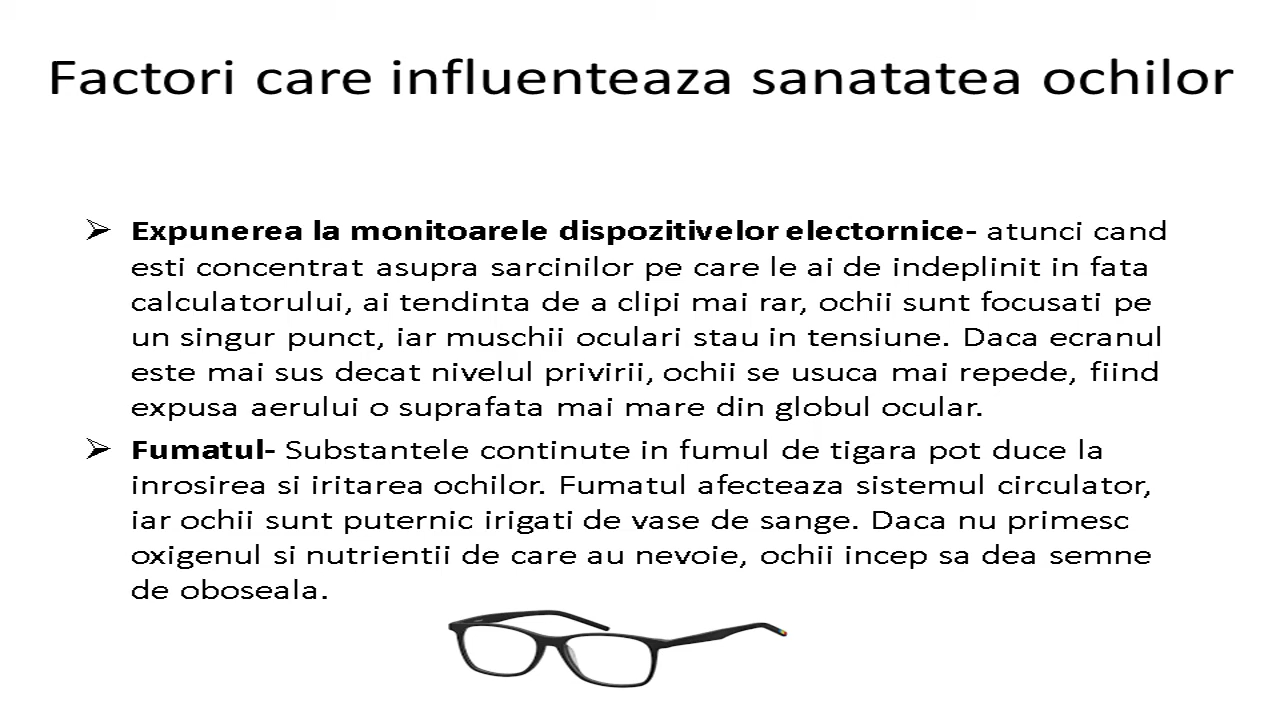 Factori care influenteaza sanatatea ochilor
Expunerea la monitoarele dispozitivelor electornice- atunci cand
esti concentrat asupra sarcinilor pe care le ai de indeplinit in fata
calculatorului, ai tendinta de a clipi mai rar, ochii sunt focusati pe
un singur punct, iar muschii oculari stau in tensiune. Daca ecranul
este mai sus decat nivelul privirii, ochii se usuca mai repede, fiind
expusa aerului o suprafata mai mare din globul ocular.
Fumatul- Substantele continute in fumul de tigara pot duce la
inrosirea si iritarea ochilor. Fumatul afecteaza sistemul circulator,
iar ochii sunt puternic irigati de vase de sange. Daca nu primesc
oxigenul si nutrientii de care au nevoie, ochii incep sa dea semne
de oboseala.